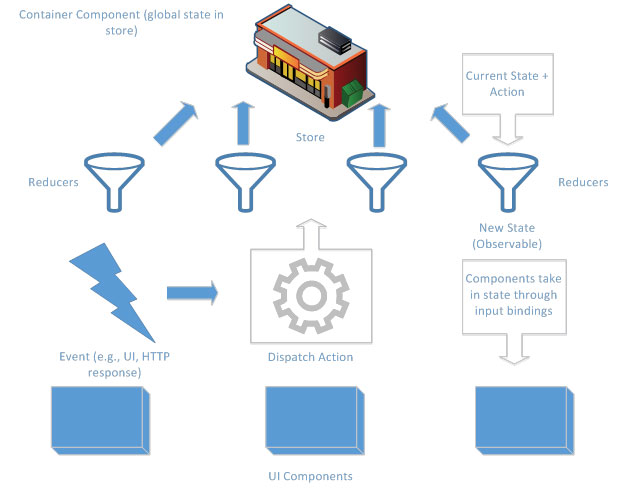 Container Component (global state in
store)
Current State +
Action
Store
Reducers
Reducers
New State
(Observable)
Components take
in state through
input bindings
Event (e.g., UI, HTTP
response)
Dispatch Action
UI Components